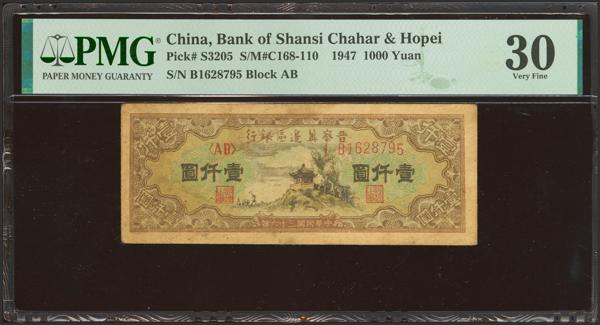 PMG
PAPER MONEY GUARANTY
China, Bank of Shansi Chahar & Hopei
Pick# S3205 S/M#C168-110 1947 1000 Yuan
S/N B1628795 Block AB
30
Very Fine
行銀區邊冀察晉
〈AB〉 B1628795
圓仟壹 圓仟壹